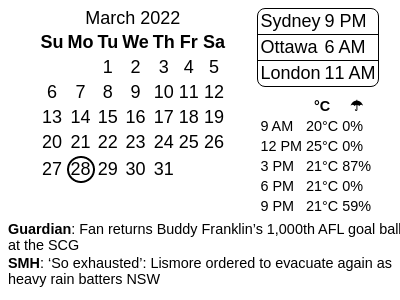 March 2022
Su Mo Tu We Th Fr Sa
1 2 3 4 5
6 7 8 9 10 11 12
13 14 15 16 17 18 19
20 21 22 23 24 25 26
27 28 29 30 31
Sydney 9 PM
Ottawa 6 AM
London 11 AM
°C ☂
9 AM 20°C 0%
12 PM 25°C 0%
3 PM 21°C 87%
6 PM 21°C 0%
9 PM 21°C 59%
Guardian: Fan returns Buddy Franklin's 1,000th AFL goal ball
at the SCG
SMH: 'So exhausted': Lismore ordered to evacuate again as
heavy rain batters NSW